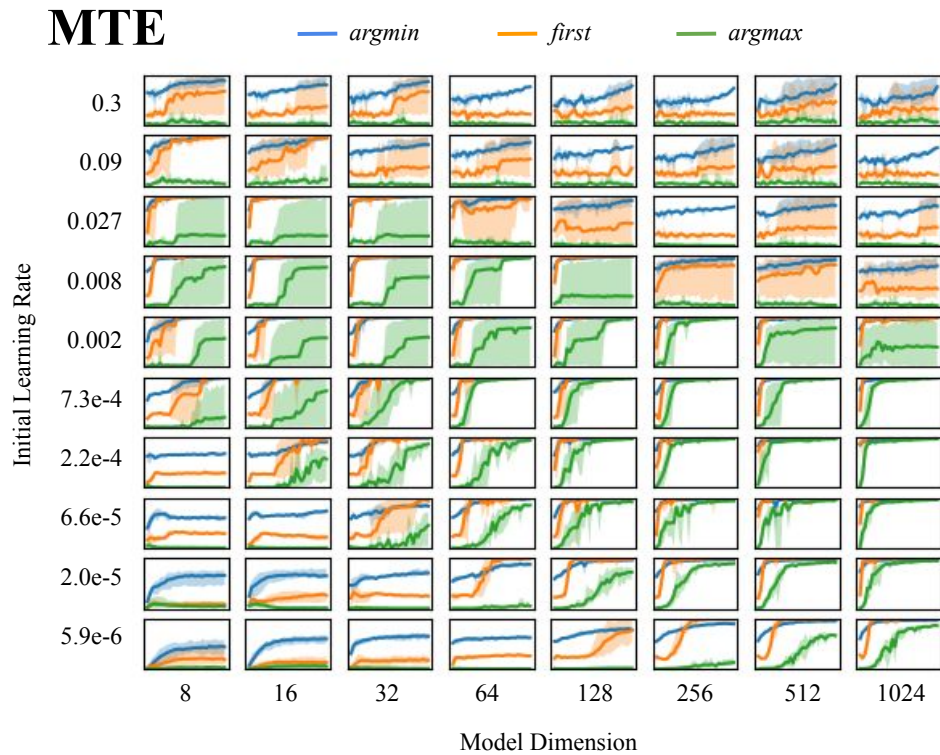 MTE
argmin first argmax
Initial Learning Rate
0.3
0.09
0.027
0.008
0.002
7.3e-4
2.2e-4
6.6e-5
2.0e-5
5.9e-6
8 16 32 64 128 256 512 1024
Model Dimension